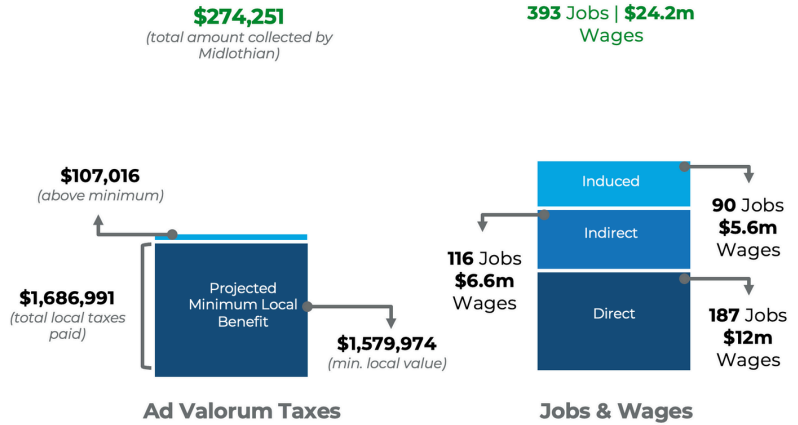 $274,251
(total amount collected by
Midlothian)
$107,016
(above minimum)
$1,686,991
(total local taxes
paid)
Projected
Minimum Local
Benefit
$1,579,974
(min. local value)
Ad Valorum Taxes
393 Jobs | $24.2m
Wages
Induced
90 Jobs
$5.6m
Wages
Indirect
116 Jobs
$6.6m
Wages
Direct
187 Jobs
$12m
Wages
Jobs & Wages